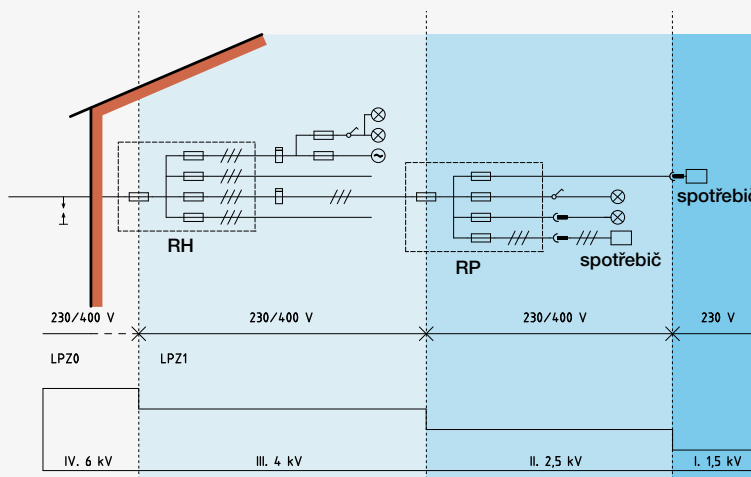 spotřebič
RH
RP
spotřebič
230/400 V
230/400 V
230/400 V
230 V
LPZ0
LPZ1
IV. 6 kV
III. 4 kV
II. 2,5 kV
I. 1,5 kV